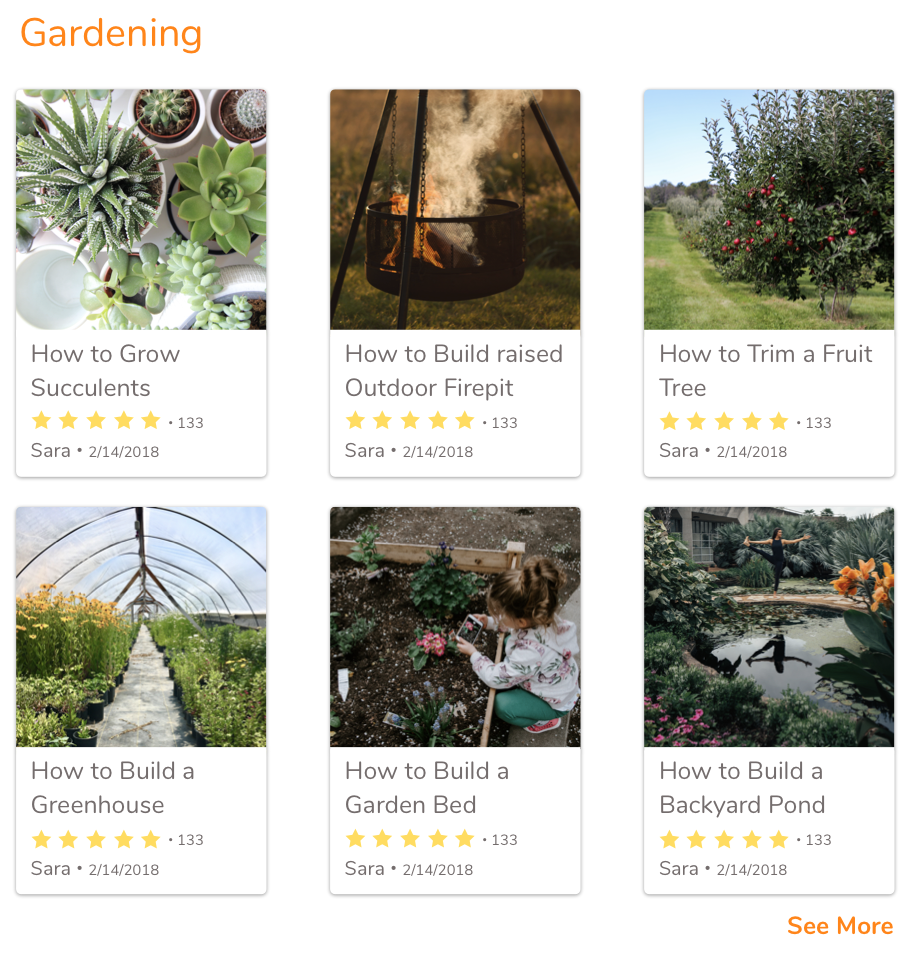 Gardening
How to Grow
Succulents
• 133
Sara • 2/14/2018
How to Build raised
Outdoor Firepit
• 133
Sara • 2/14/2018
How to Trim a Fruit
Tree
• 133
Sara • 2/14/2018
How to Build a
Greenhouse
• 133
Sara • 2/14/2018
How to Build a
Garden Bed
• 133
Sara • 2/14/2018
How to Build a
Backyard Pond
• 133
Sara • 2/14/2018
See More